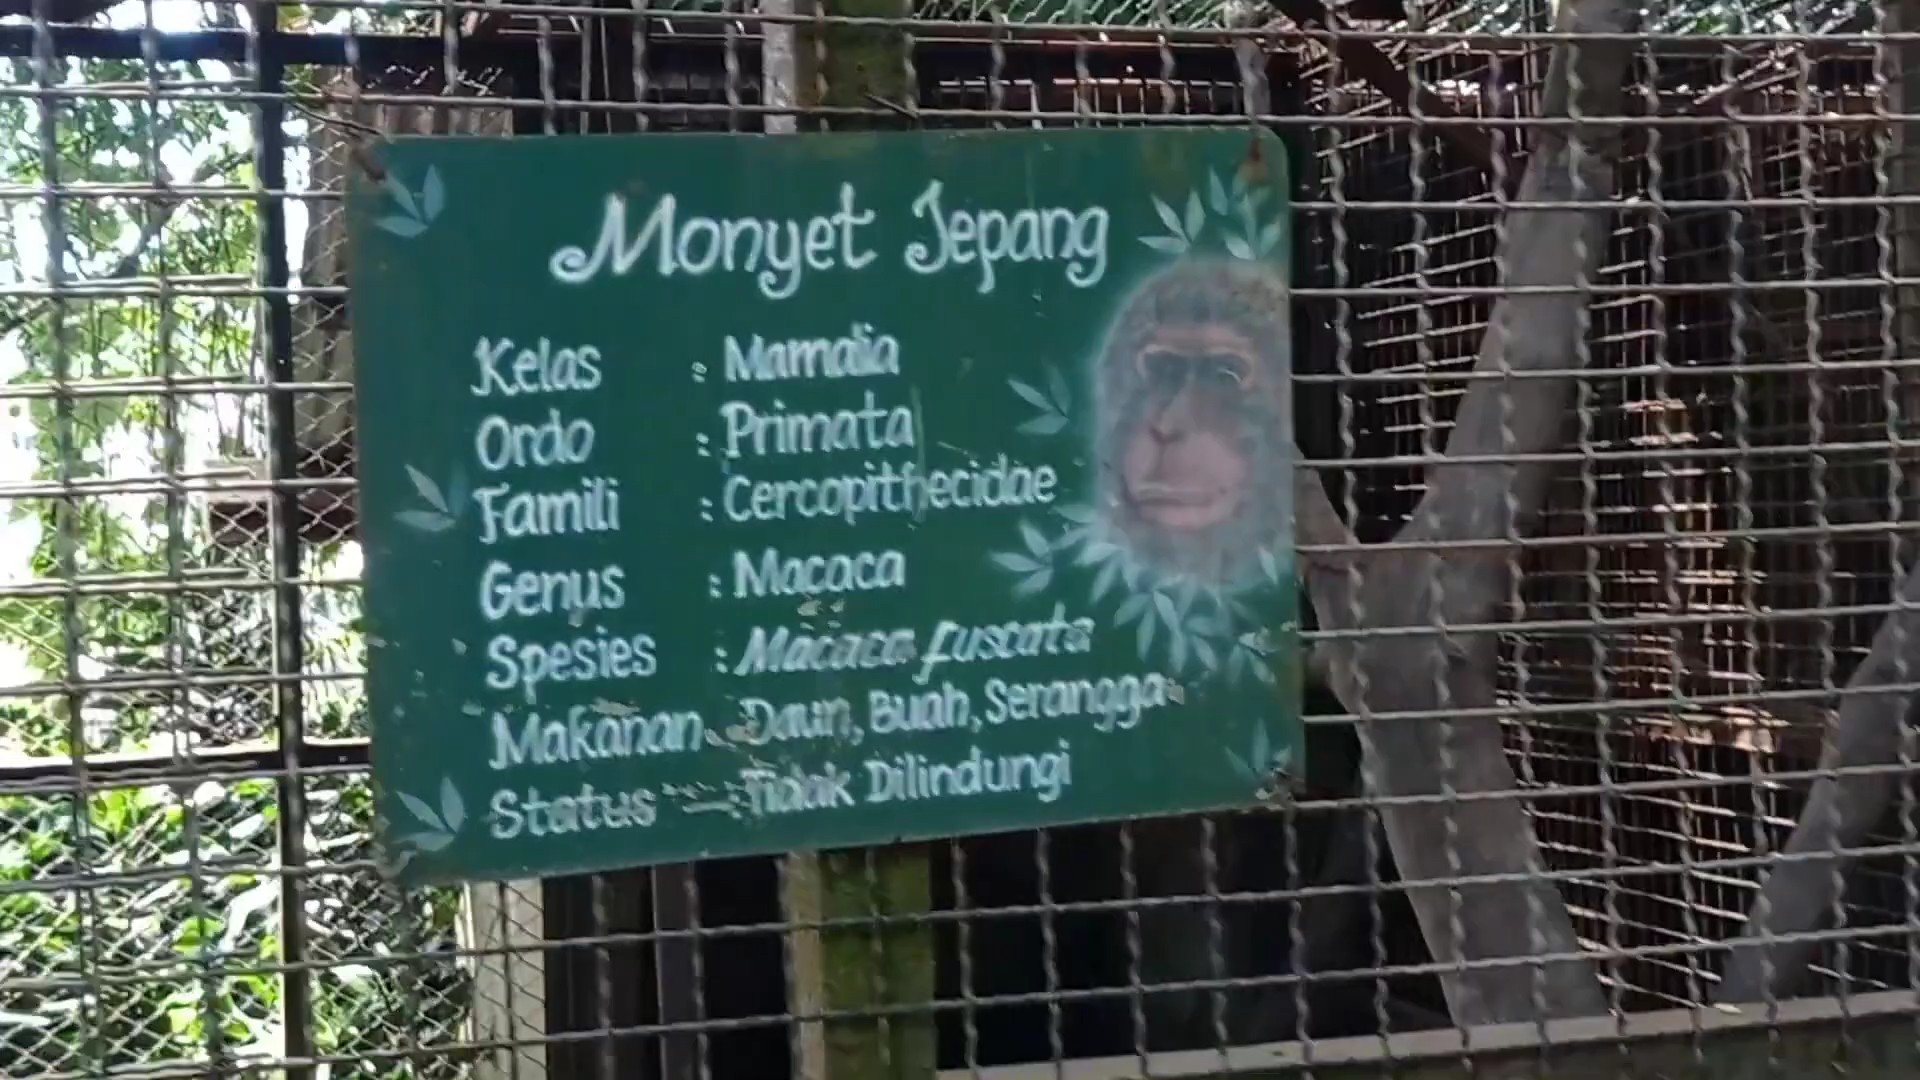 Monyet Jepang
Kelas : Mamalia
Ordo : Primata
Famili : Cercopithecidae
Genus : Macaca
Spesies : Macaca fuscata
Makanan : Daun, Buah, Serangga
Status : Tidak Dilindungi